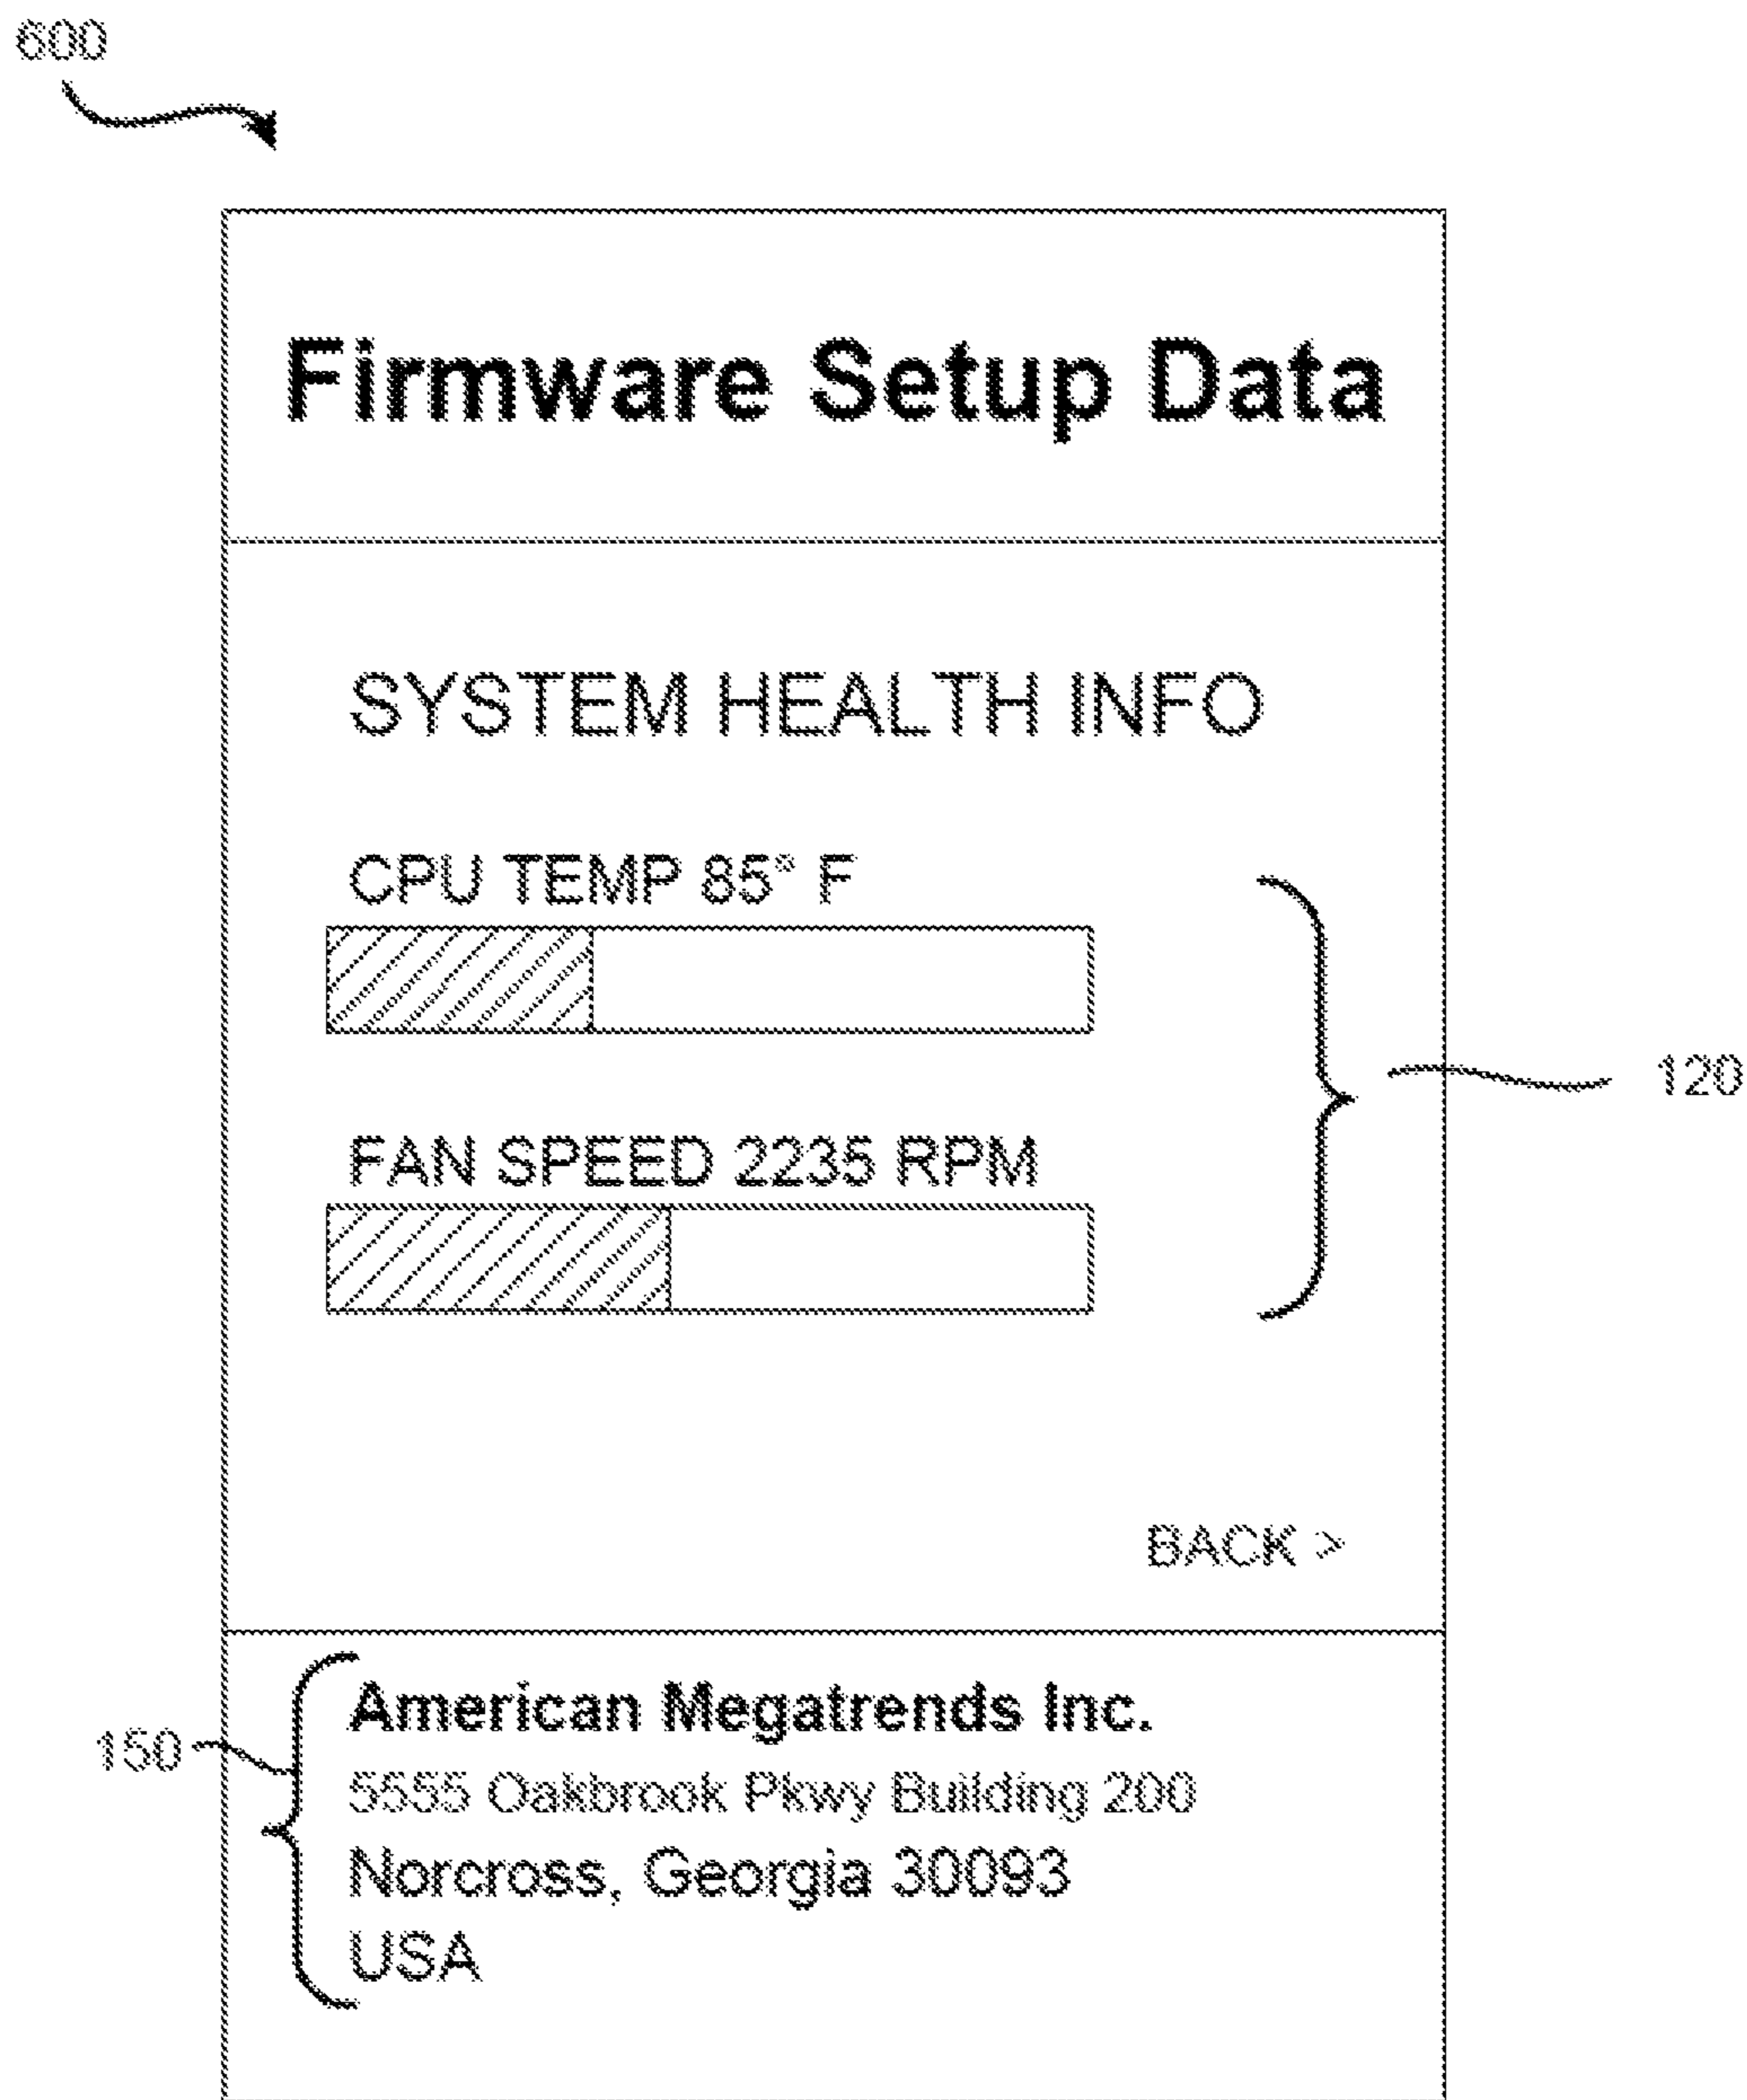 600
Firmware Setup Data
SYSTEM HEALTH INFO
CPU TEMP 85° F
120
FAN SPEED 2235 RPM
BACK >
American Megatrends Inc.
150
5555 Oakbrook Pkwy Building 200
Norcross, Georgia 30093
USA